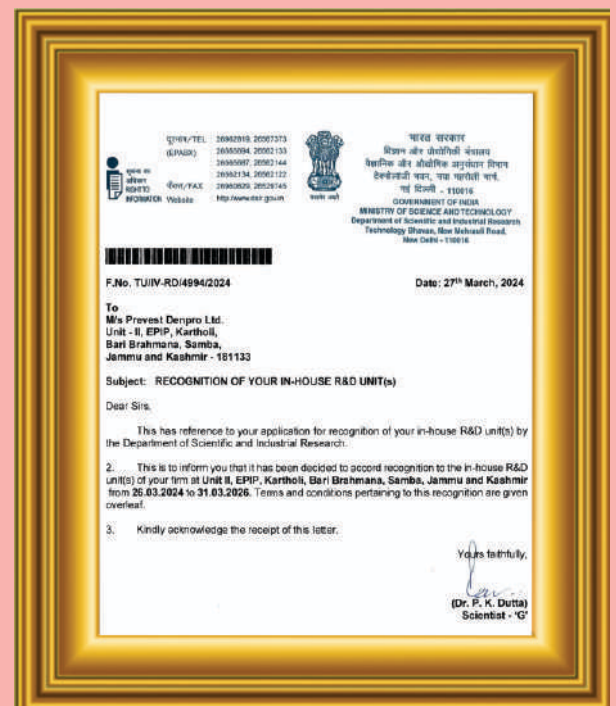 दूरभाष/TEL : 26962819, 26567373
(EPABX) : 26565694, 26562133
: 26565687, 26562144
: 26562134, 26562122
फैक्स/FAX : 26960629, 26529745
Website : http://www.dsir.gov.in
सूचना का
अधिकार
RIGHT TO
INFORMATION
सत्यमेव जयते
भारत सरकार
विज्ञान और प्रौद्योगिकी मंत्रालय
वैज्ञानिक और औद्योगिक अनुसंधान विभाग
टेक्नोलॉजी भवन, नया महरौली मार्ग,
नई दिल्ली - 110016
GOVERNMENT OF INDIA
MINISTRY OF SCIENCE AND TECHNOLOGY
Department of Scientific and Industrial Research
Technology Bhavan, New Mehrauli Road,
New Delhi - 110016
F.No. TU/IV-RD/4994/2024
Date: 27th March, 2024
To
M/s Prevest Denpro Ltd.
Unit - II, EPIP, Kartholi,
Bari Brahmana, Samba,
Jammu and Kashmir - 181133
Subject: RECOGNITION OF YOUR IN-HOUSE R&D UNIT(s)
Dear Sirs,
This has reference to your application for recognition of your in-house R&D unit(s) by
the Department of Scientific and Industrial Research.
2. This is to inform you that it has been decided to accord recognition to the in-house R&D
unit(s) of your firm at Unit II, EPIP, Kartholi, Bari Brahmana, Samba, Jammu and Kashmir
from 26.03.2024 to 31.03.2026. Terms and conditions pertaining to this recognition are given
overleaf.
3. Kindly acknowledge the receipt of this letter.
Yours faithfully,
(Dr. P. K. Dutta)
Scientist - 'G'